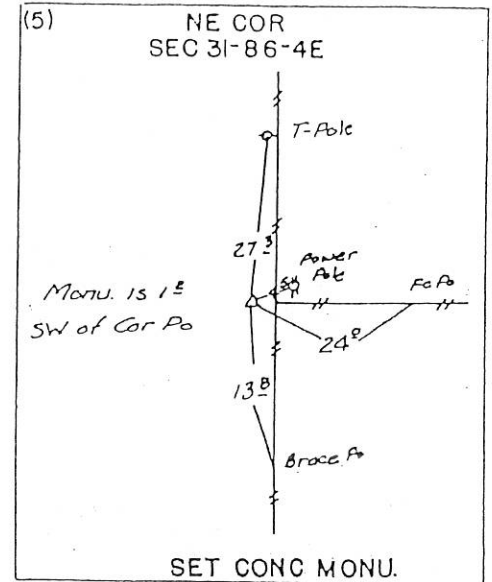 (5)
NE COR
SEC 31-86-4E
T-Pole
27 3
Power
Pole
Fc Po
Monu. is 1 5
SW of Cor Po
24 0
13 8
Brace Po
SET CONC MONU.